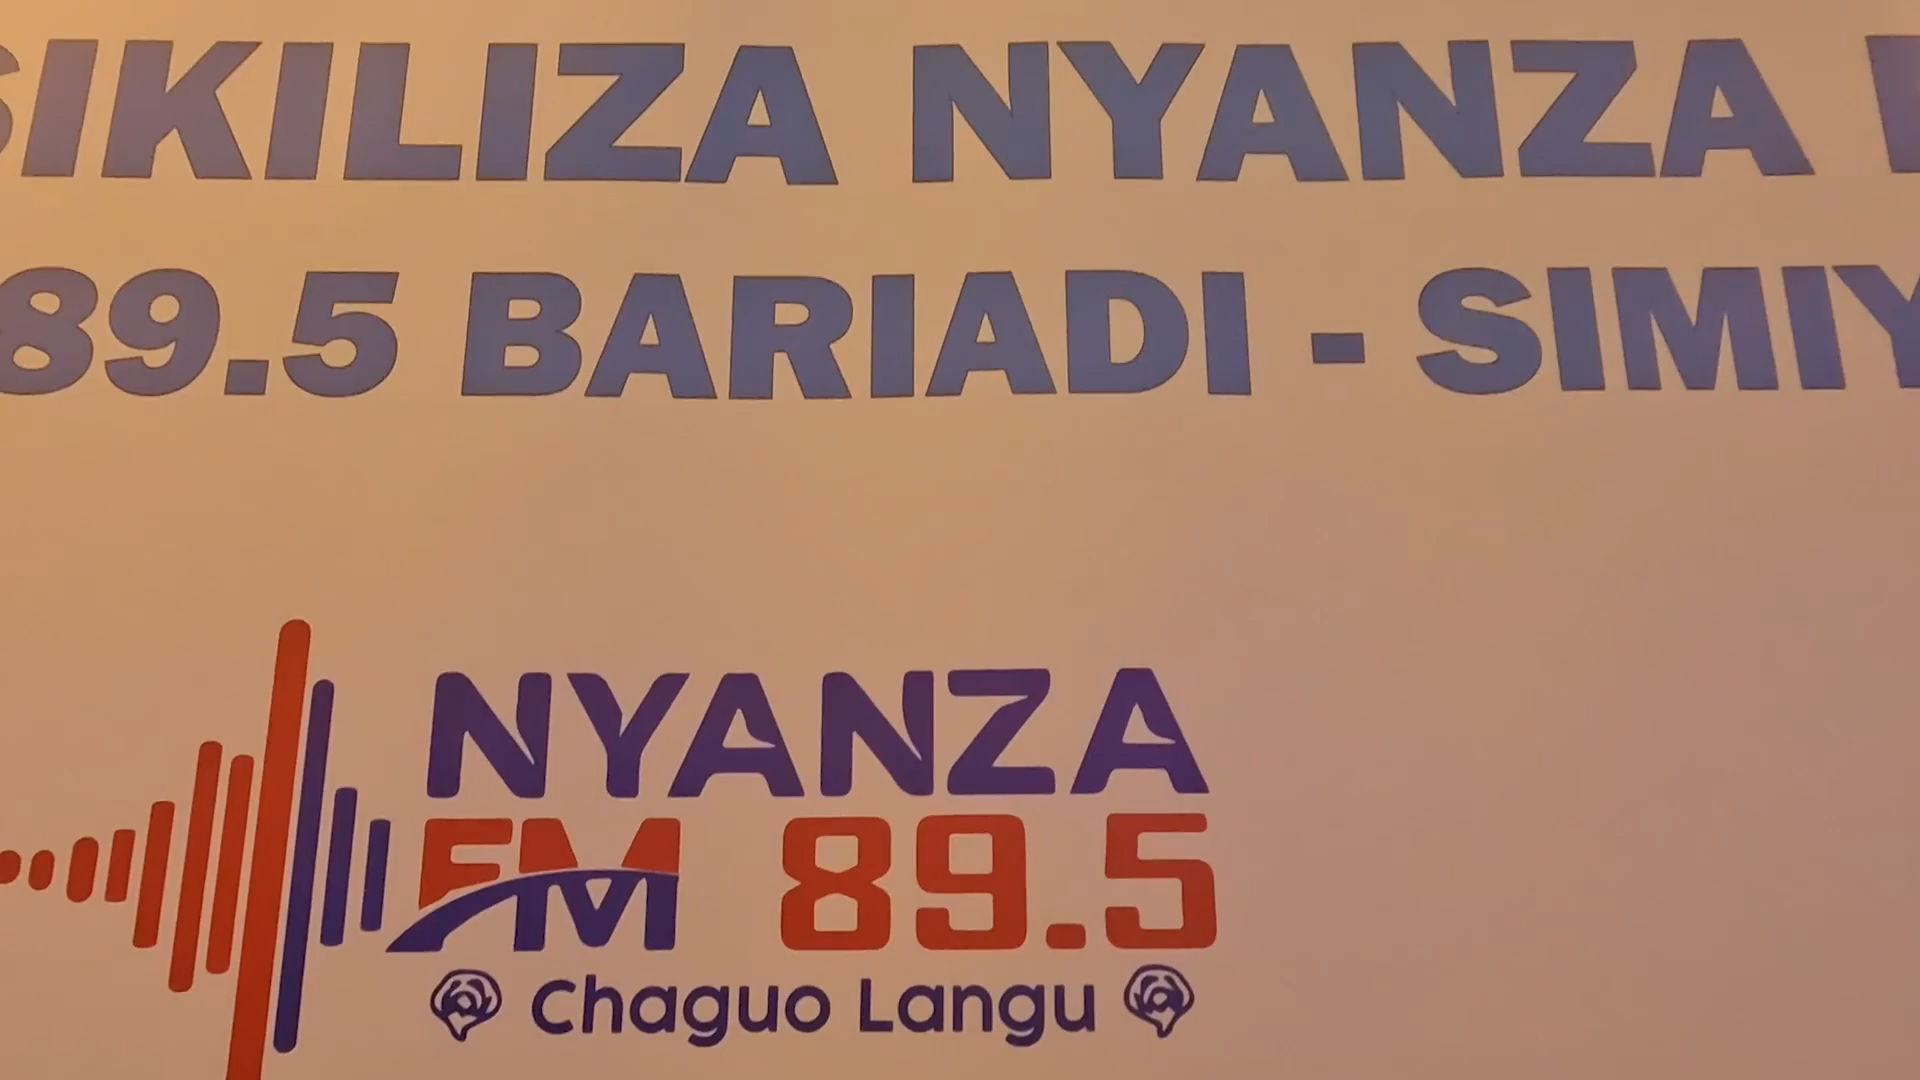 SIKILIZA NYANZA
89.5 BARIADI - SIMIY
NYANZA
FM 89.5
Chaguo Langu